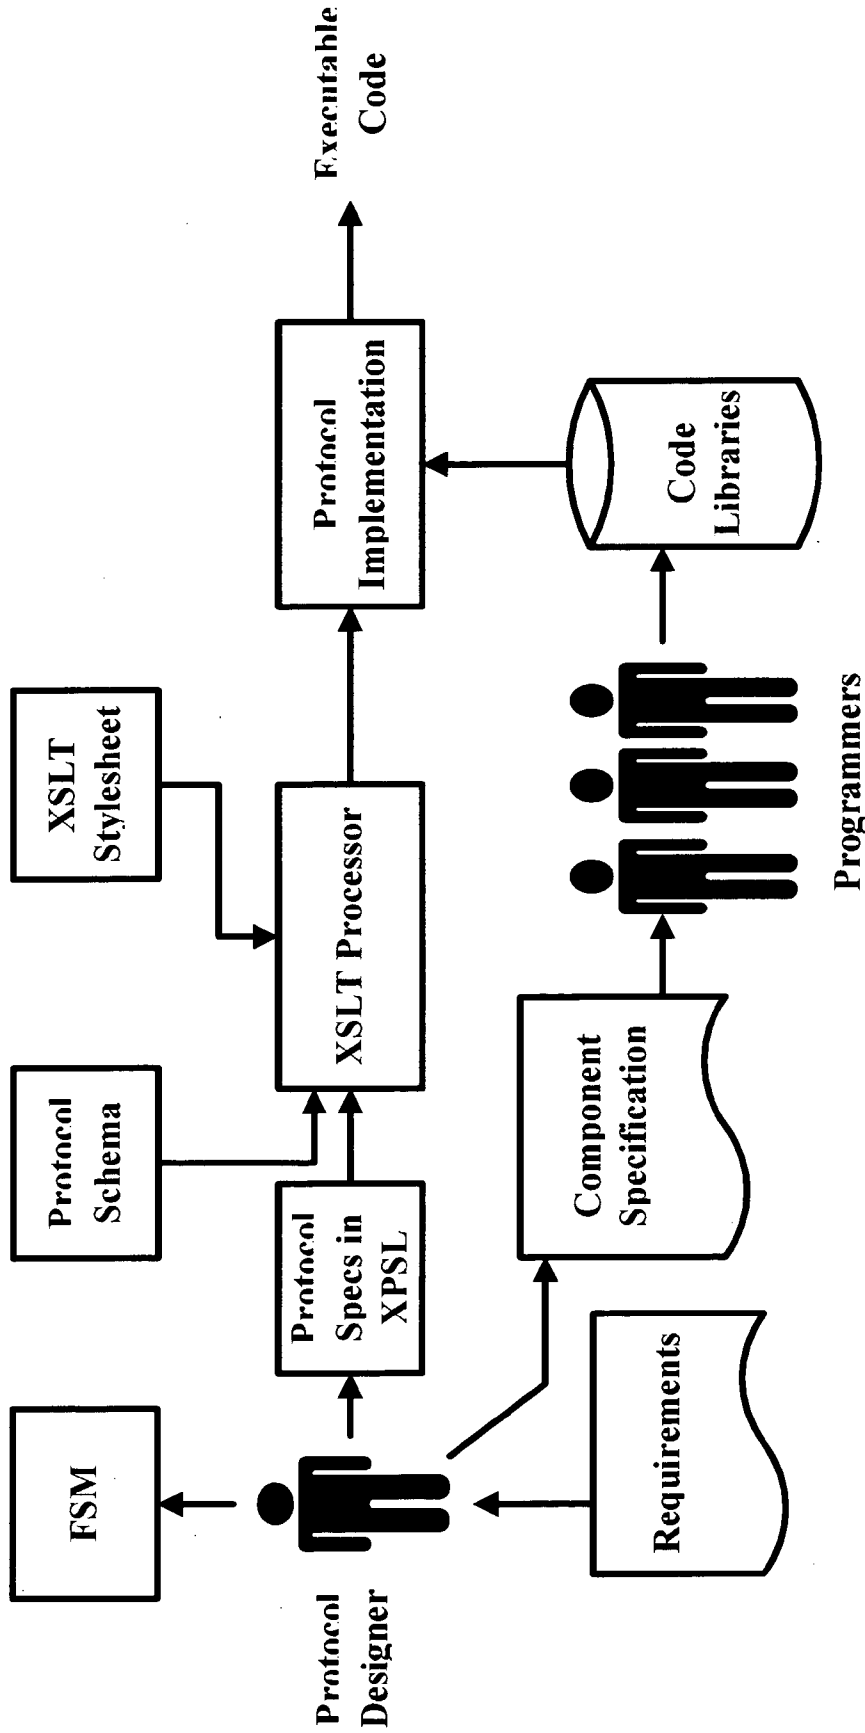 FSM
Protocol
Schema
XSLT
Stylesheet
Protocol
Designer
Protocol
Specs in
XPSL
XSLT Processor
Protocol
Implementation
Executable
Code
Requirements
Component
Specification
Programmers
Code
Libraries